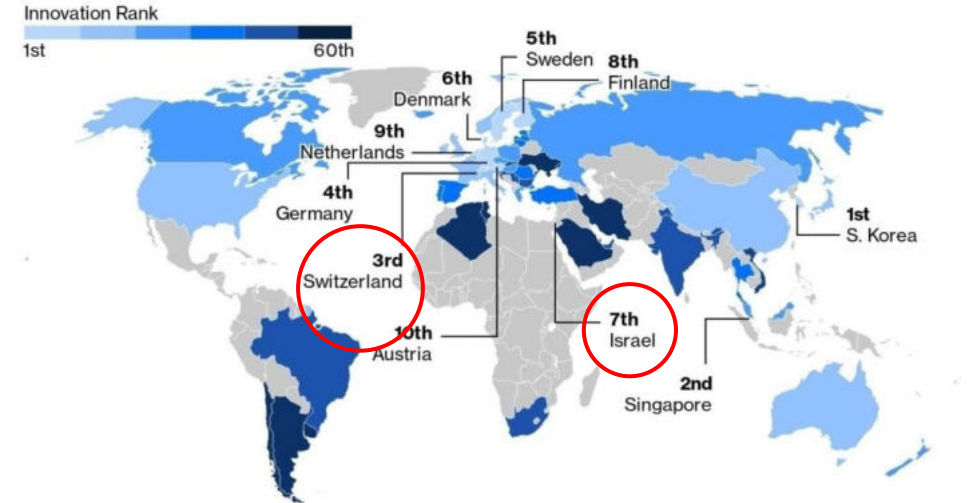 Innovation Rank
1st 60th
5th
Sweden
8th
Finland
6th
Denmark
9th
Netherlands
4th
Germany
3rd
Switzerland
10th
Austria
7th
Israel
1st
S. Korea
2nd
Singapore